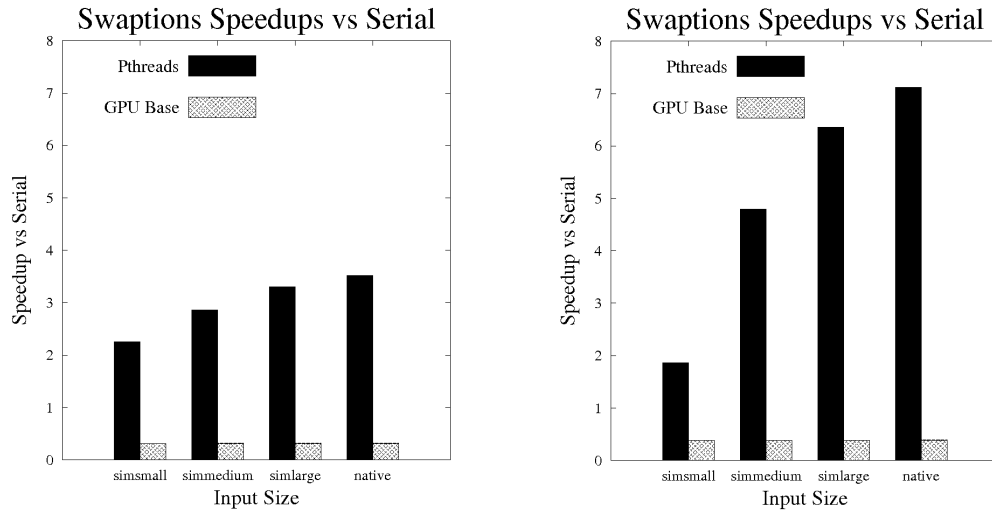 Swaptions Speedups vs Serial
8
7
6
5
4
3
2
1
0
Speedup vs Serial
Pthreads
GPU Base
simsmall simmedium simlarge native
Input Size
Swaptions Speedups vs Serial
8
7
6
5
4
3
2
1
0
Speedup vs Serial
Pthreads
GPU Base
simsmall simmedium simlarge native
Input Size